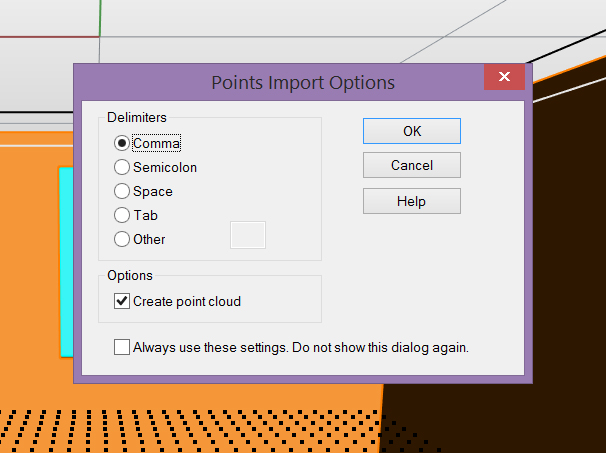 Points Import Options
Delimiters
Comma
Semicolon
Space
Tab
Other
OK
Cancel
Help
Options
Create point cloud
Always use these settings. Do not show this dialog again.